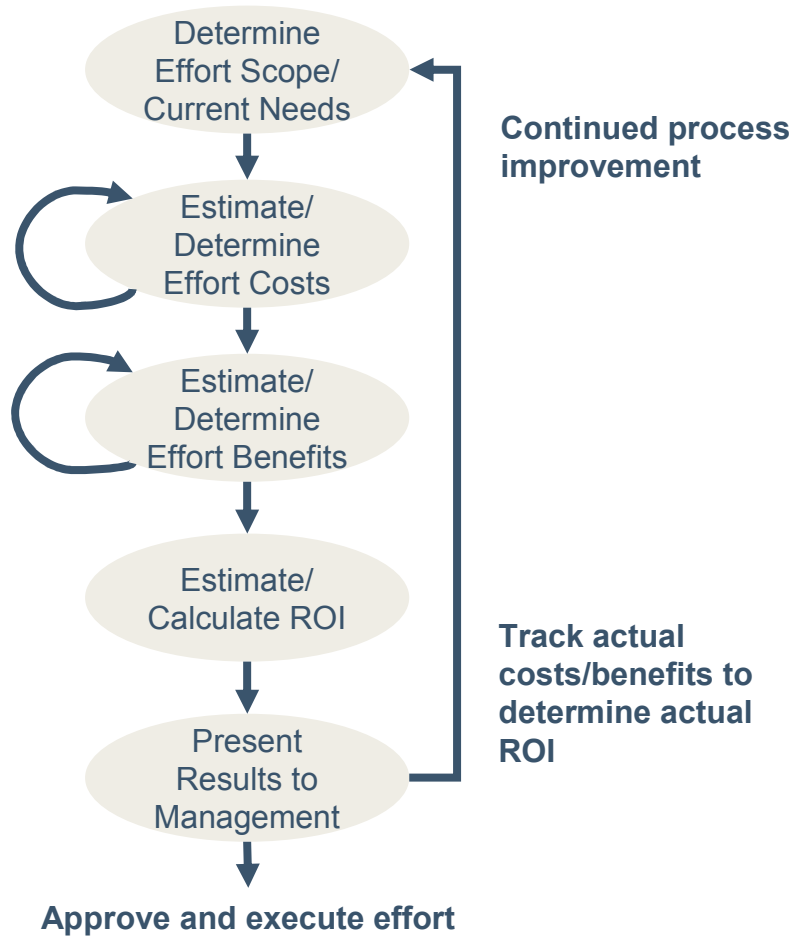 Determine
Effort Scope/
Current Needs
Continued process
improvement
Estimate/
Determine
Effort Costs
Estimate/
Determine
Effort Benefits
Estimate/
Calculate ROI
Track actual
costs/benefits to
determine actual
ROI
Present
Results to
Management
Approve and execute effort